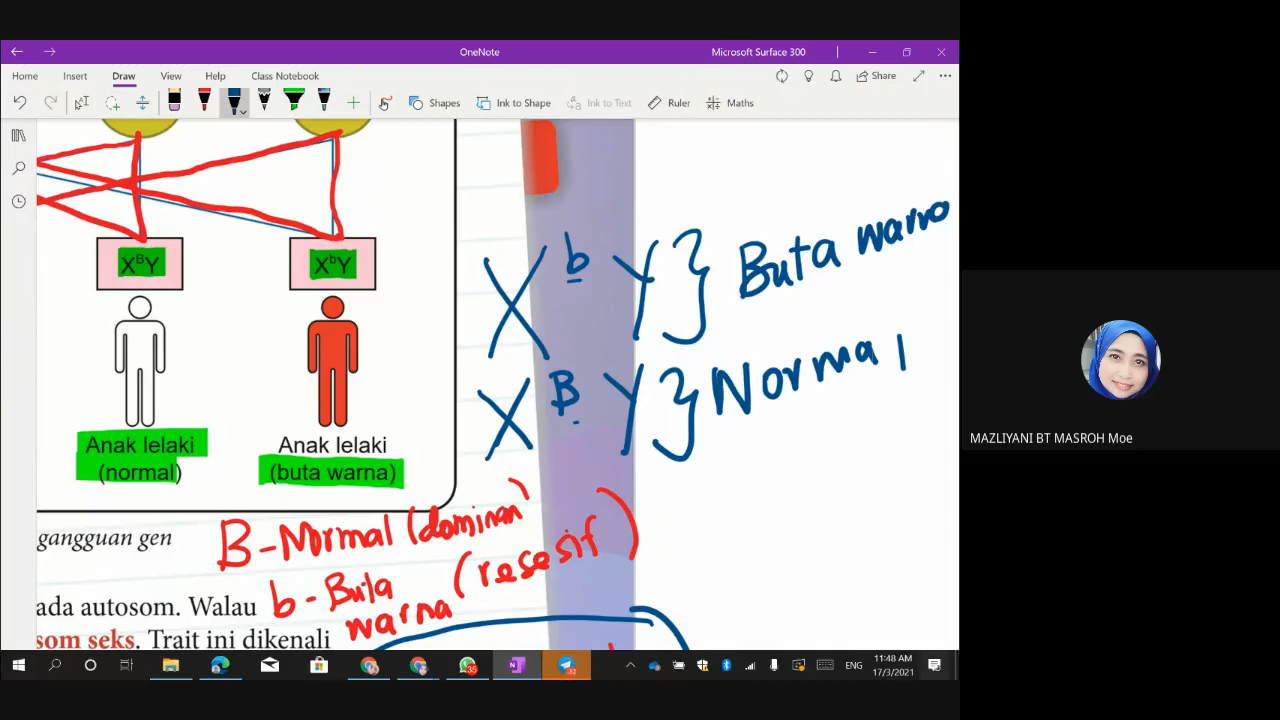 OneNote
Microsoft Surface 300
Home Insert Draw View Help Class Notebook
Share
Shapes Ink to Shape Ink to Text Ruler Maths
XᴮY XᵇY
Anak lelaki (normal)
Anak lelaki (buta warna)
Xᵇ Y } Buta warna
Xᴮ Y } Normal
gangguan gen
B - Normal (dominan)
b - Buta warna (resesif)
ada autosom. Walau
som seks. Trait ini dikenali
MAZLIYANI BT MASROH Moe
35
ENG
11:48 AM
17/3/2021